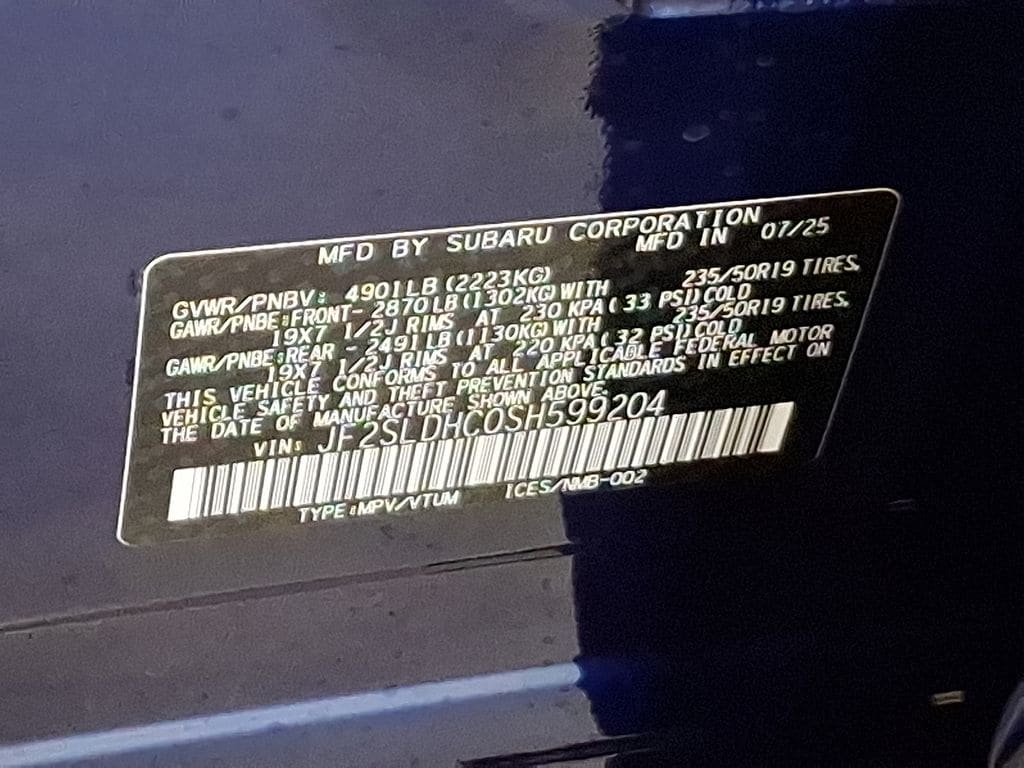 MFD BY SUBARU CORPORATION
MFD IN 07/25
GVWR/PNBV: 4901LB (2223KG)
GAWR/PNBE:FRONT- 2870LB(1302KG)WITH 235/50R19 TIRES,
19X7 1/2J RIMS AT 230 KPA( 33 PSI)COLD
GAWR/PNBE:REAR - 2491LB(1130KG)WITH 235/50R19 TIRES,
19X7 1/2J RIMS AT 220 KPA( 32 PSI)COLD
THIS VEHICLE CONFORMS TO ALL APPLICABLE FEDERAL MOTOR
VEHICLE SAFETY AND THEFT PREVENTION STANDARDS IN EFFECT ON
THE DATE OF MANUFACTURE SHOWN ABOVE.
VIN: JF2SLDHC0SH599204
TYPE:MPV/VTUM ICES/NMB-002